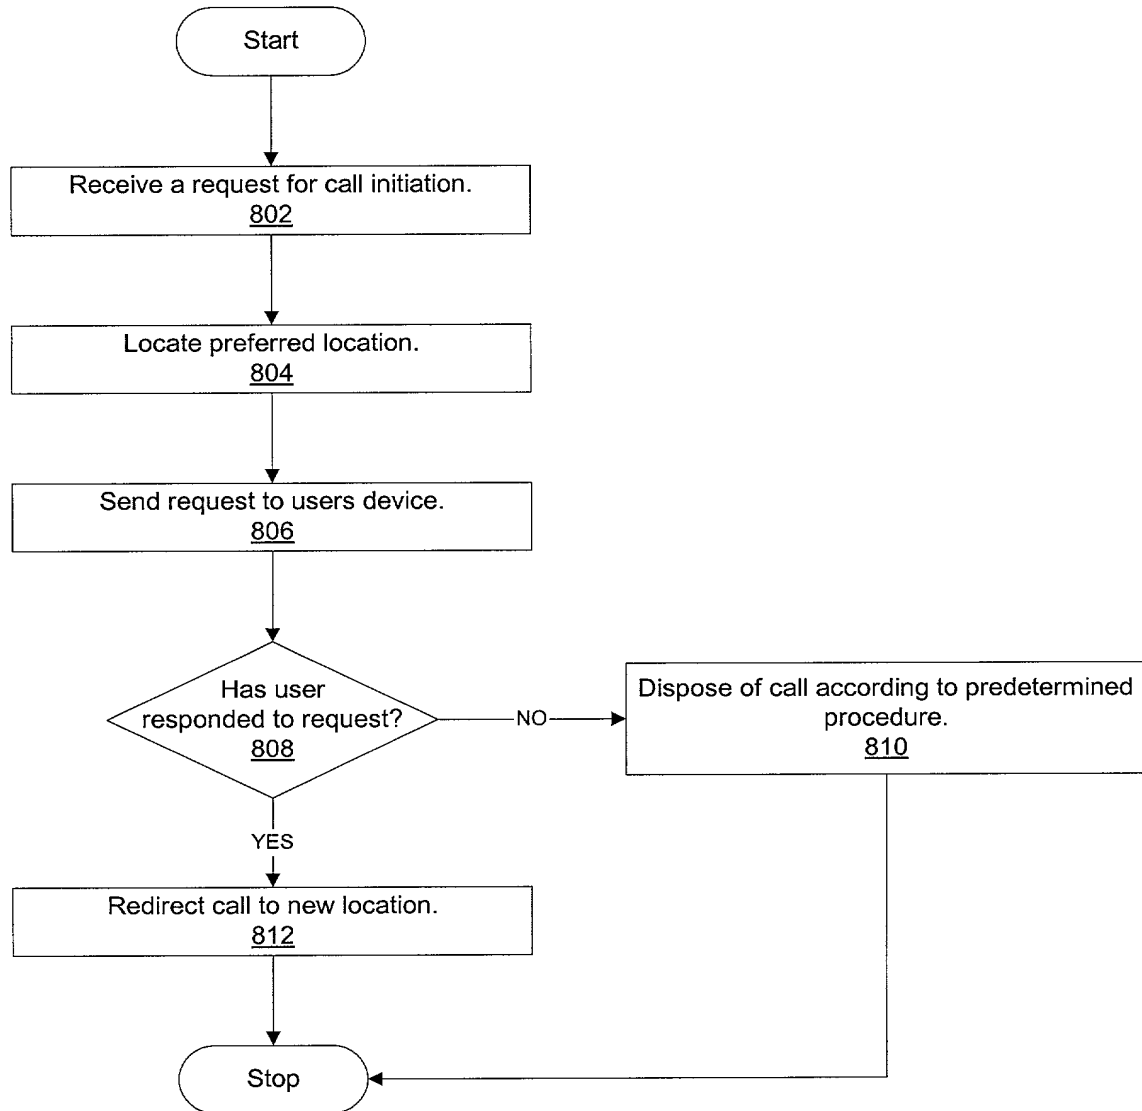 Start
Receive a request for call initiation.
802
Locate preferred location.
804
Send request to users device.
806
Has user
responded to request?
808
NO
Dispose of call according to predetermined
procedure.
810
YES
Redirect call to new location.
812
Stop